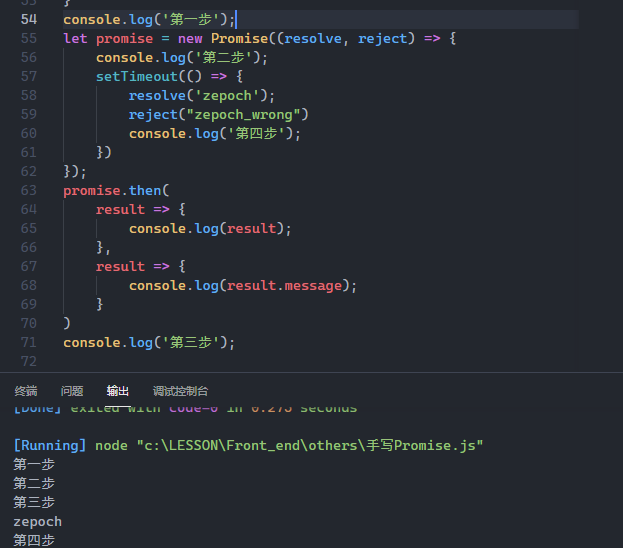 53 }
54 console.log('第一步');
55 let promise = new Promise((resolve, reject) => {
56 console.log('第二步');
57 setTimeout(() => {
58 resolve('zepoch');
59 reject("zepoch_wrong")
60 console.log('第四步');
61 })
62 });
63 promise.then(
64 result => {
65 console.log(result);
66 },
67 result => {
68 console.log(result.message);
69 }
70 )
71 console.log('第三步');
72
终端 问题 输出 调试控制台
[Done] exited with code=0 in 0.275 seconds
[Running] node "c:\LESSON\Front_end\others\手写Promise.js"
第一步
第二步
第三步
zepoch
第四步